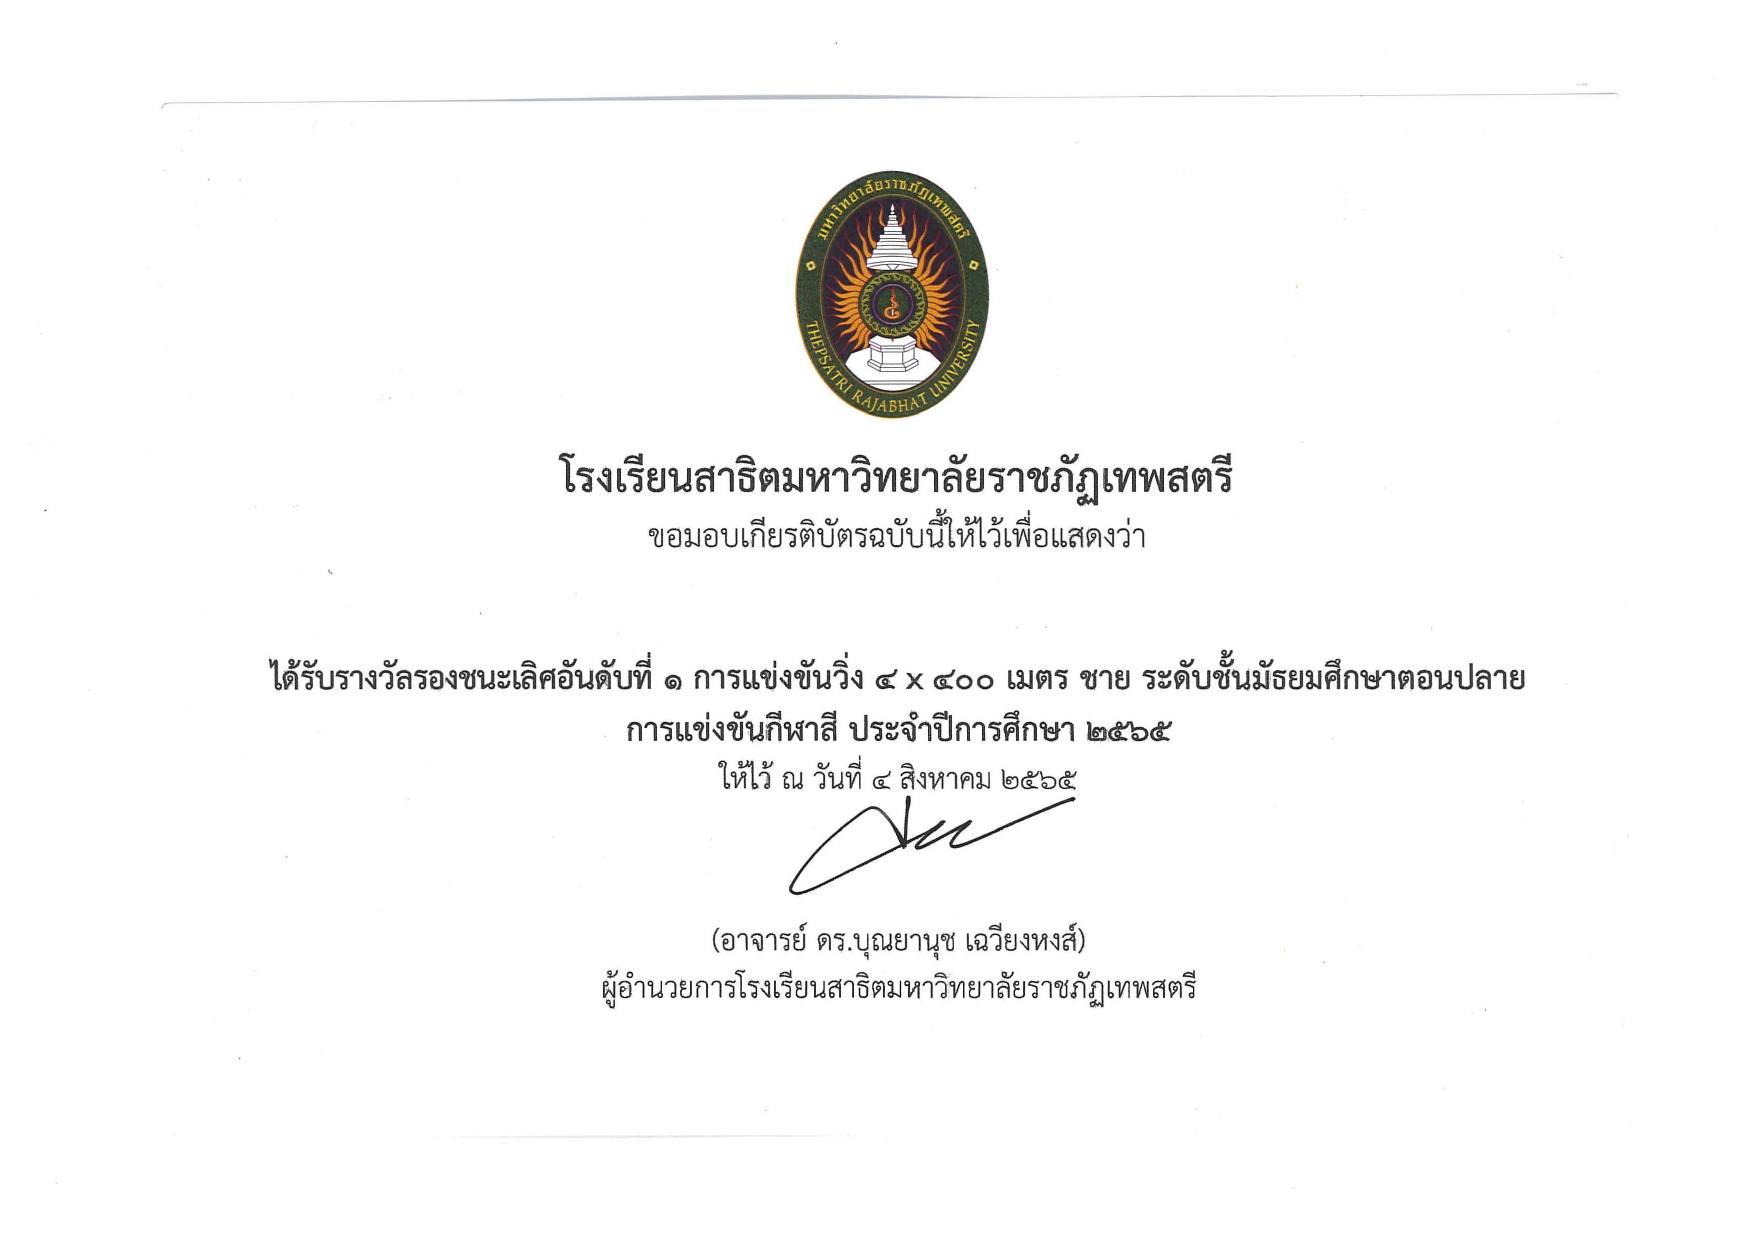 มหาวิทยาลัยราชภัฏเทพสตรี
THEPSATRI RAJABHAT UNIVERSITY
โรงเรียนสาธิตมหาวิทยาลัยราชภัฏเทพสตรี
ขอมอบเกียรติบัตรฉบับนี้ให้ไว้เพื่อแสดงว่า
ได้รับรางวัลรองชนะเลิศอันดับที่ ๑ การแข่งขันวิ่ง ๔ x ๔๐๐ เมตร ชาย ระดับชั้นมัธยมศึกษาตอนปลาย
การแข่งขันกีฬาสี ประจำปีการศึกษา ๒๕๖๕
ให้ไว้ ณ วันที่ ๔ สิงหาคม ๒๕๖๕
(อาจารย์ ดร.บุณยานุช เฉวียงหงส์)
ผู้อำนวยการโรงเรียนสาธิตมหาวิทยาลัยราชภัฏเทพสตรี